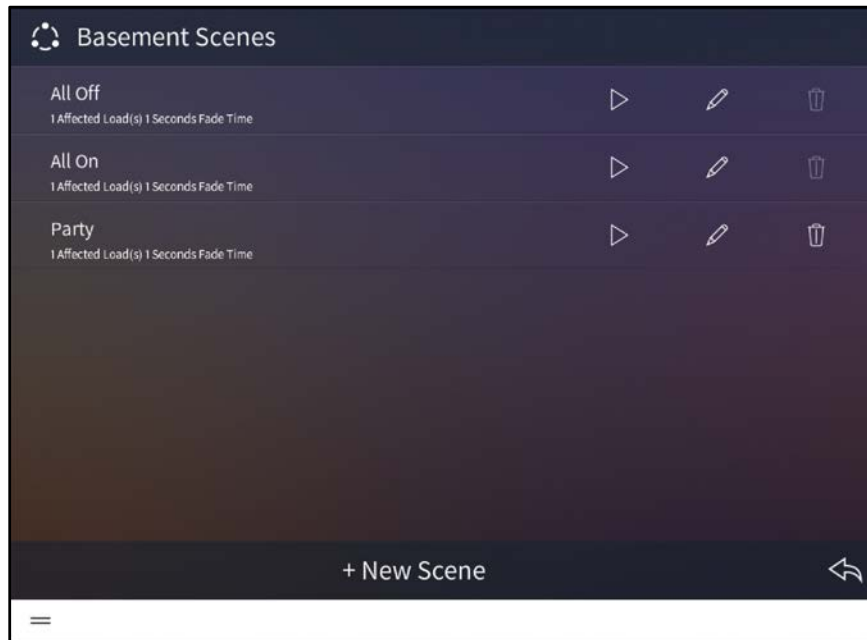 Basement Scenes
All Off
1 Affected Load(s) 1 Seconds Fade Time
All On
1 Affected Load(s) 1 Seconds Fade Time
Party
1 Affected Load(s) 1 Seconds Fade Time
+ New Scene